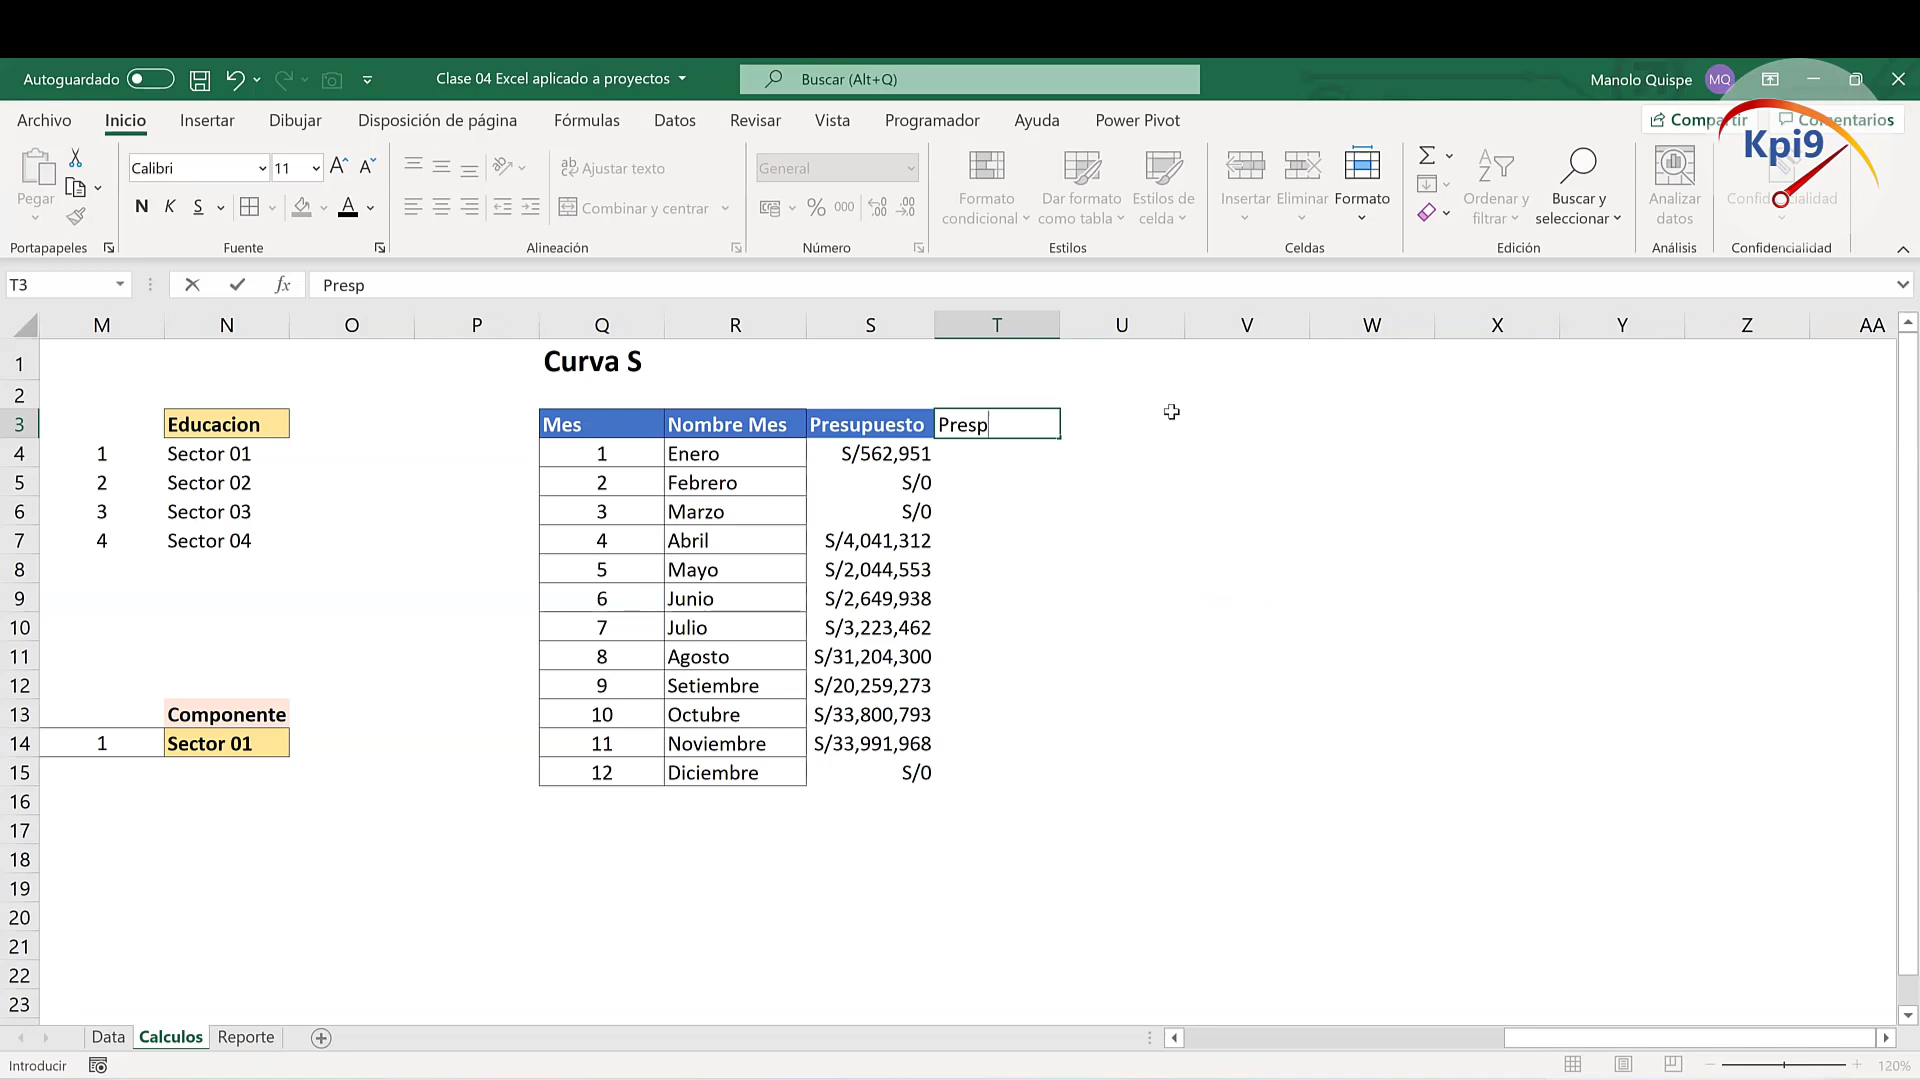 Autoguardado
Clase 04 Excel aplicado a proyectos
Buscar (Alt+Q)
Manolo Quispe
MQ
Archivo
Inicio
Insertar
Dibujar
Disposición de página
Fórmulas
Datos
Revisar
Vista
Programador
Ayuda
Power Pivot
Compartir
Comentarios
Kpi9
Pegar
Portapapeles
Calibri
11
N K S
Fuente
Ajustar texto
Combinar y centrar
Alineación
General
% 000
Número
Formato
condicional
Dar formato
como tabla
Estilos de
celda
Estilos
Insertar
Eliminar
Formato
Celdas
Ordenar y
filtrar
Buscar y
seleccionar
Edición
Analizar
datos
Análisis
Confidencialidad
Confidencialidad
T3
fx
Presp
M N O P Q R S T U V W X Y Z AA
1 Curva S
2
3 Educacion Mes Nombre Mes Presupuesto Presp
4 1 Sector 01 1 Enero S/562,951
5 2 Sector 02 2 Febrero S/0
6 3 Sector 03 3 Marzo S/0
7 4 Sector 04 4 Abril S/4,041,312
8 5 Mayo S/2,044,553
9 6 Junio S/2,649,938
10 7 Julio S/3,223,462
11 8 Agosto S/31,204,300
12 9 Setiembre S/20,259,273
13 Componente 10 Octubre S/33,800,793
14 1 Sector 01 11 Noviembre S/33,991,968
15 12 Diciembre S/0
16
17
18
19
20
21
22
23
Data
Calculos
Reporte
Introducir
120%